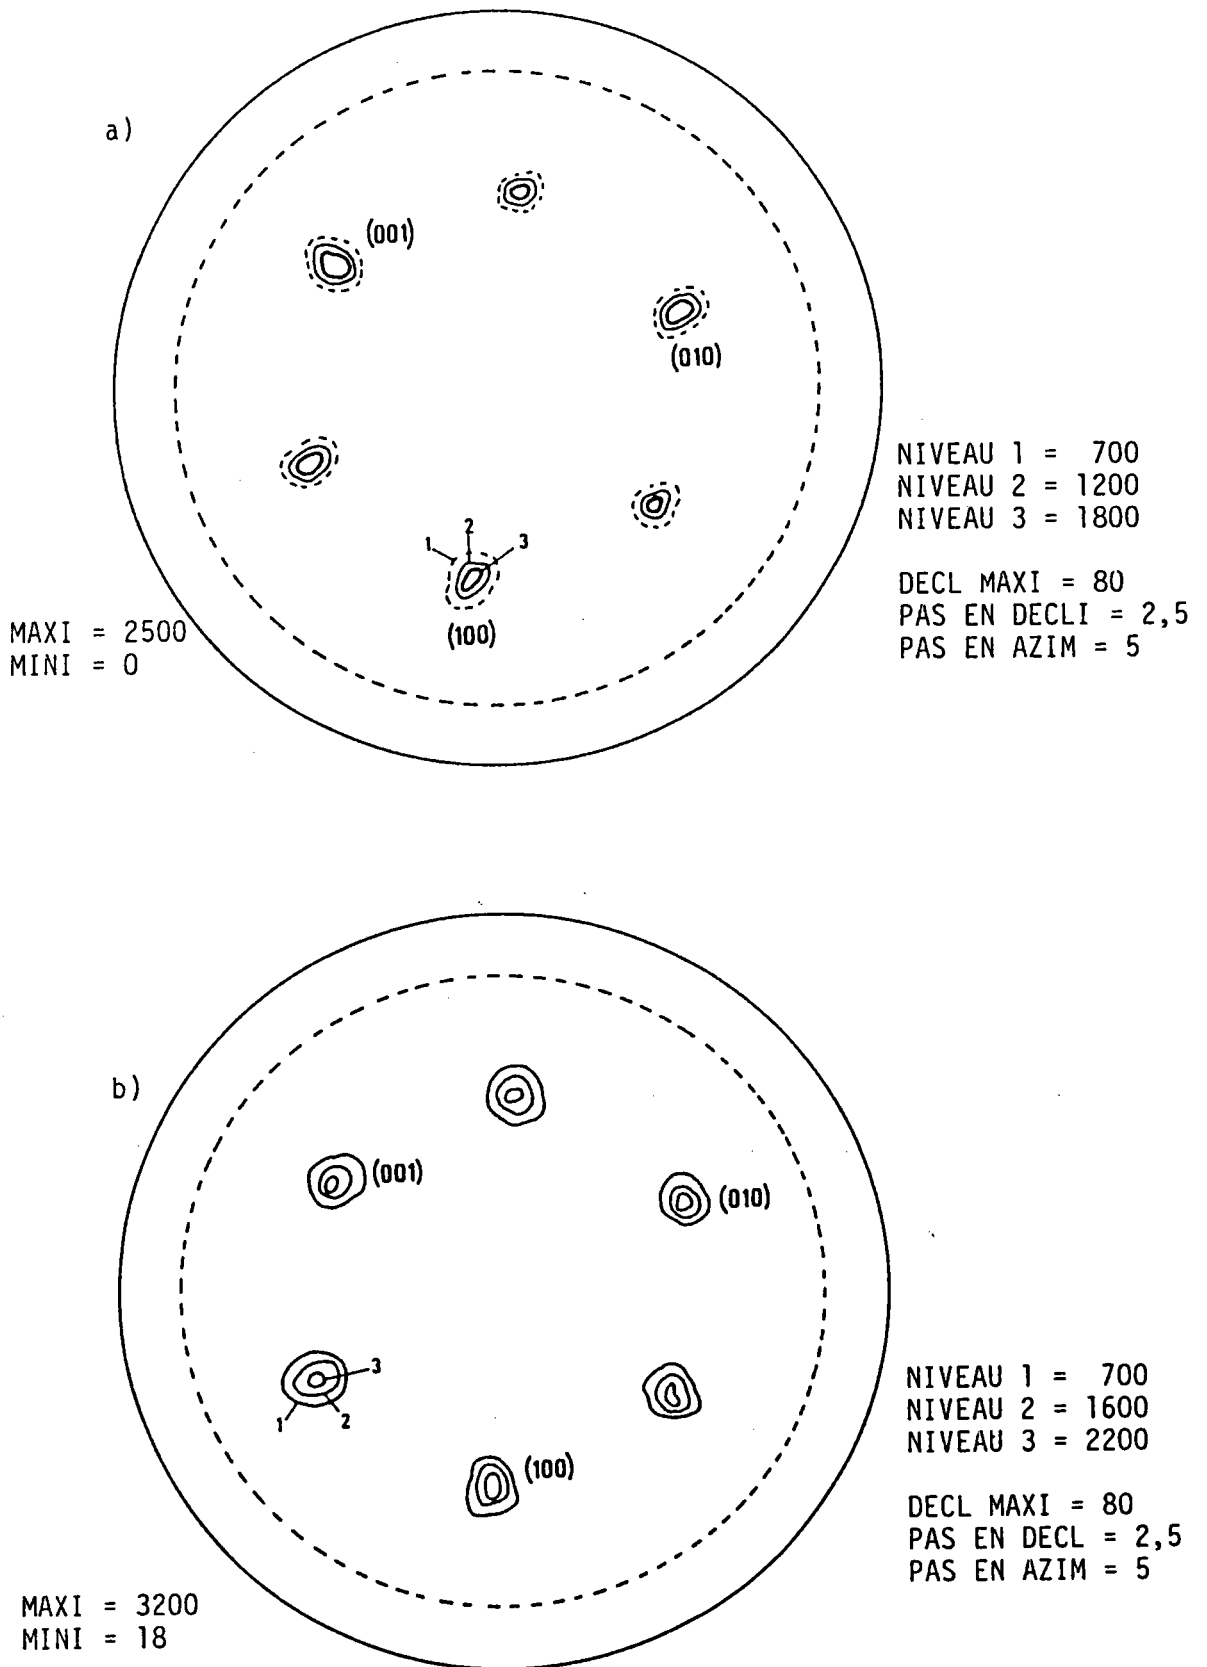 a)
(001)
(010)
NIVEAU 1 = 700
NIVEAU 2 = 1200
NIVEAU 3 = 1800
1
2
3
(100)
DECL MAXI = 80
PAS EN DECLI = 2,5
PAS EN AZIM = 5
MAXI = 2500
MINI = 0
b)
(001)
(010)
3
1
2
(100)
NIVEAU 1 = 700
NIVEAU 2 = 1600
NIVEAU 3 = 2200
DECL MAXI = 80
PAS EN DECL = 2,5
PAS EN AZIM = 5
MAXI = 3200
MINI = 18